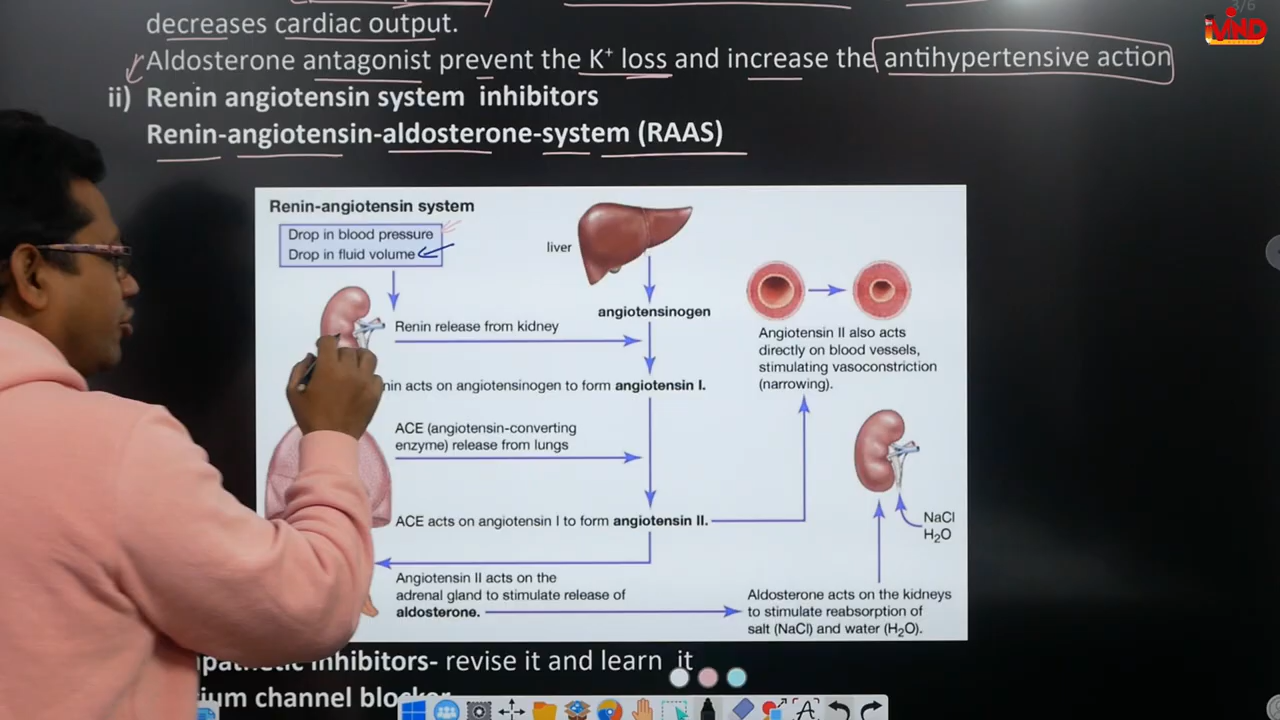 3/6
decreases cardiac output.
Aldosterone antagonist prevent the K⁺ loss and increase the antihypertensive action
ii) Renin angiotensin system inhibitors
Renin-angiotensin-aldosterone-system (RAAS)
Renin-angiotensin system
Drop in blood pressure
Drop in fluid volume
liver
angiotensinogen
Renin release from kidney
nin acts on angiotensinogen to form angiotensin I.
ACE (angiotensin-converting
enzyme) release from lungs
ACE acts on angiotensin I to form angiotensin II.
Angiotensin II acts on the
adrenal gland to stimulate release of
aldosterone.
Angiotensin II also acts
directly on blood vessels,
stimulating vasoconstriction
(narrowing).
NaCl
H₂O
Aldosterone acts on the kidneys
to stimulate reabsorption of
salt (NaCl) and water (H₂O).
inhibitors- revise it and learn it
ium channel blocker